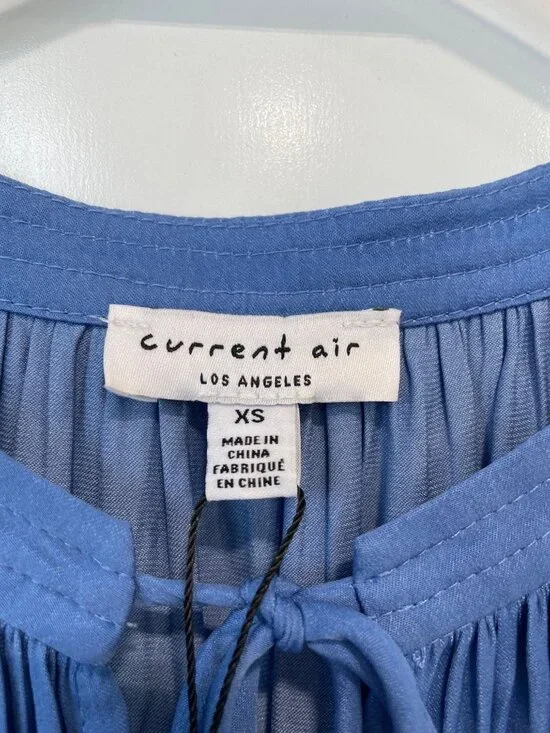 current air
LOS ANGELES
XS
MADE IN
CHINA
FABRIQUÉ
EN CHINE